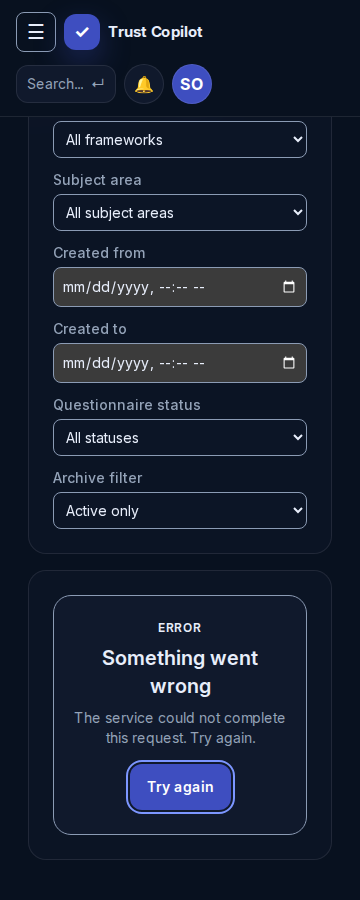 Trust Copilot
Search... ↵
SO
All frameworks
Subject area
All subject areas
Created from
mm/dd/yyyy, --:-- --
Created to
mm/dd/yyyy, --:-- --
Questionnaire status
All statuses
Archive filter
Active only
ERROR
Something went
wrong
The service could not complete
this request. Try again.
Try again